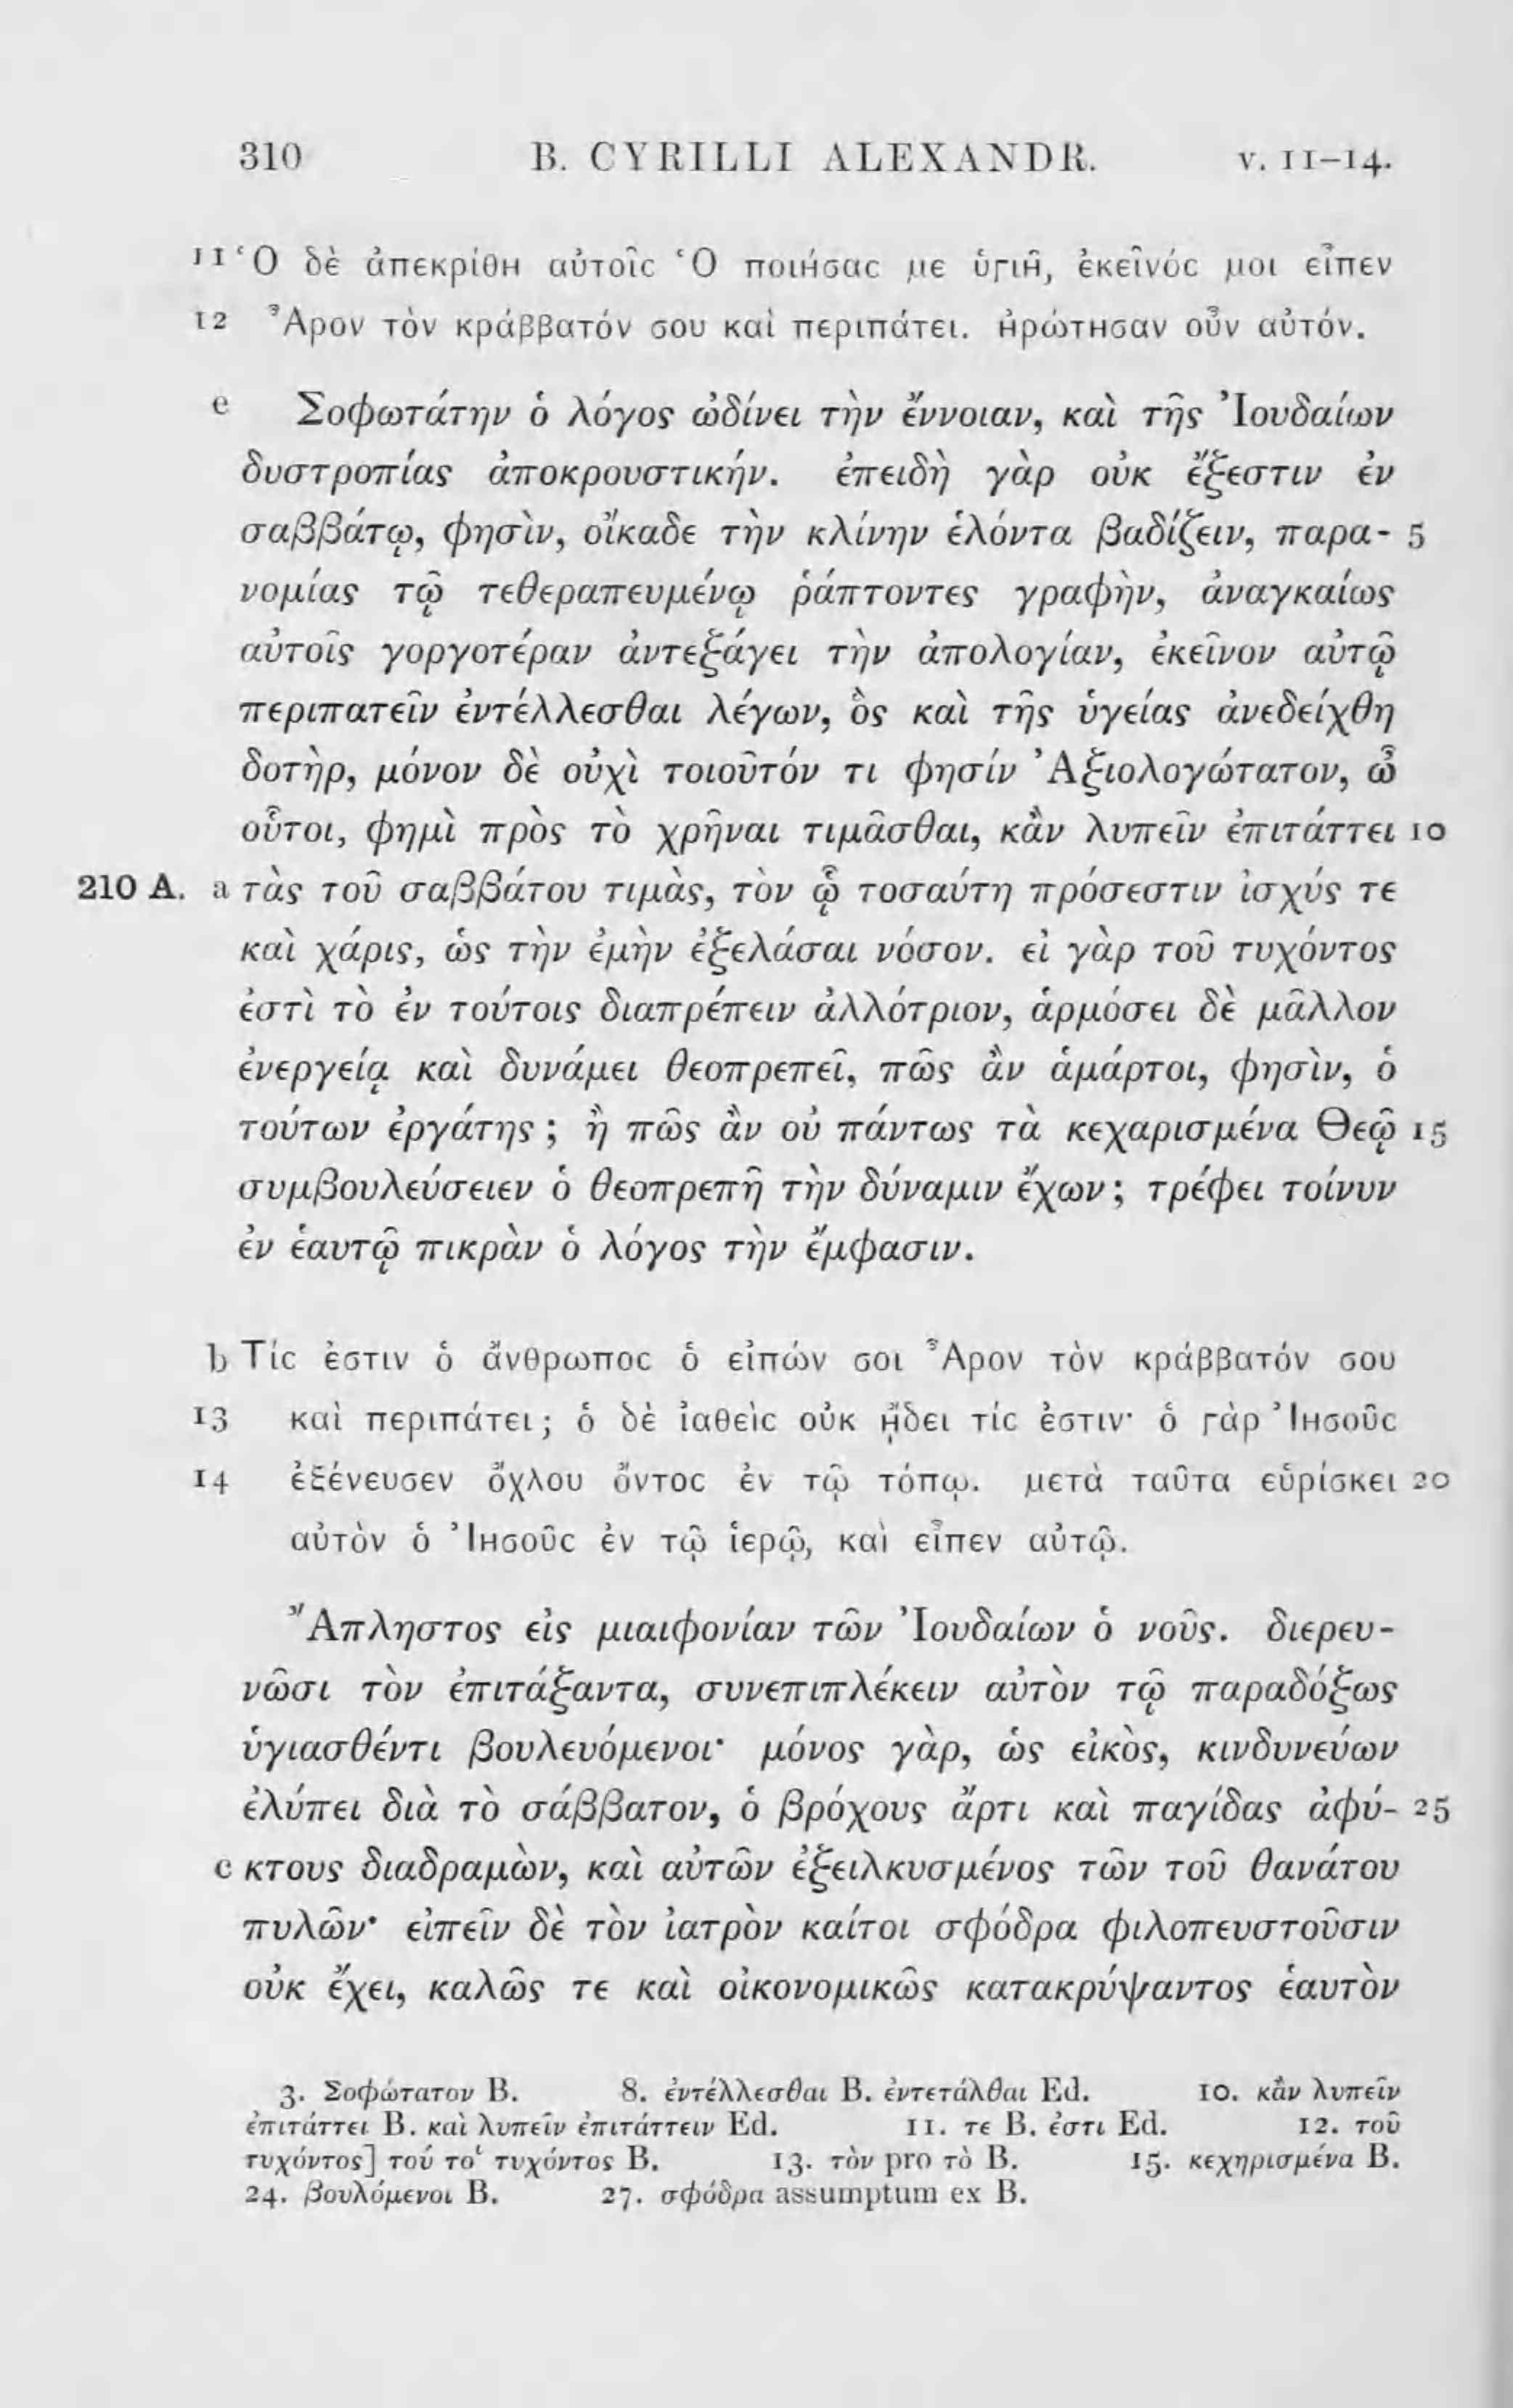 310 B. CYRILLI ALEXANDR. v. 11–14.
11 Ὁ δὲ ἀπεκρίθη αὐτοῖς Ὁ ποιήσας με ὑγιῆ, ἐκεῖνός μοι εἶπεν
12 Ἆρον τὸν κράββατόν σου καὶ περιπάτει. ἠρώτησαν οὖν αὐτόν.
e Σοφωτάτην ὁ λόγος ὠδίνει τὴν ἔννοιαν, καὶ τῆς Ἰουδαίων
δυστροπίας ἀποκρουστικήν. ἐπειδὴ γὰρ οὐκ ἔξεστιν ἐν
σαββάτῳ, φησὶν, οἴκαδε τὴν κλίνην ἑλόντα βαδίζειν, παρα- 5
νομίας τῷ τεθεραπευμένῳ ῥάπτοντες γραφὴν, ἀναγκαίως
αὐτοῖς γοργοτέραν ἀντεξάγει τὴν ἀπολογίαν, ἐκεῖνον αὐτῷ
περιπατεῖν ἐντέλλεσθαι λέγων, ὃς καὶ τῆς ὑγείας ἀνεδείχθη
δοτὴρ, μόνον δὲ οὐχὶ τοιοῦτόν τι φησίν Ἀξιολογώτατον, ὦ
οὗτοι, φημὶ πρὸς τὸ χρῆναι τιμᾶσθαι, κἂν λυπεῖν ἐπιτάττει 10
210 A. a τὰς τοῦ σαββάτου τιμὰς, τὸν ᾧ τοσαύτη πρόσεστιν ἰσχύς τε
καὶ χάρις, ὡς τὴν ἐμὴν ἐξελάσαι νόσον. εἰ γὰρ τοῦ τυχόντος
ἐστὶ τὸ ἐν τούτοις διαπρέπειν ἀλλότριον, ἁρμόσει δὲ μᾶλλον
ἐνεργείᾳ καὶ δυνάμει θεοπρεπεῖ, πῶς ἂν ἁμάρτοι, φησὶν, ὁ
τούτων ἐργάτης ; ἢ πῶς ἂν οὐ πάντως τὰ κεχαρισμένα Θεῷ 15
συμβουλεύσειεν ὁ θεοπρεπῆ τὴν δύναμιν ἔχων ; τρέφει τοίνυν
ἐν ἑαυτῷ πικρὰν ὁ λόγος τὴν ἔμφασιν.
b Τίς ἐστιν ὁ ἄνθρωπος ὁ εἰπών σοι Ἆρον τὸν κράββατόν σου
13 καὶ περιπάτει ; ὁ δὲ ἰαθεὶς οὐκ ᾔδει τίς ἐστιν· ὁ γὰρ Ἰησοῦς
14 ἐξένευσεν ὄχλου ὄντος ἐν τῷ τόπῳ. μετὰ ταῦτα εὑρίσκει 20
αὐτὸν ὁ Ἰησοῦς ἐν τῷ ἱερῷ, καὶ εἶπεν αὐτῷ.
Ἄπληστος εἰς μιαιφονίαν τῶν Ἰουδαίων ὁ νοῦς. διερευ-
νῶσι τὸν ἐπιτάξαντα, συνεπιπλέκειν αὐτὸν τῷ παραδόξως
ὑγιασθέντι βουλευόμενοι· μόνος γὰρ, ὡς εἰκὸς, κινδυνεύων
ἐλύπει διὰ τὸ σάββατον, ὁ βρόχους ἄρτι καὶ παγίδας ἀφύ- 25
c κτους διαδραμὼν, καὶ αὐτῶν ἐξειλκυσμένος τῶν τοῦ θανάτου
πυλῶν· εἰπεῖν δὲ τὸν ἰατρὸν καίτοι σφόδρα φιλοπευστοῦσιν
οὐκ ἔχει, καλῶς τε καὶ οἰκονομικῶς κατακρύψαντος ἑαυτὸν
3. Σοφώτατον B. 8. ἐντέλλεσθαι B. ἐντετάλθαι Ed. 10. κἂν λυπεῖν
ἐπιτάττει B. καὶ λυπεῖν ἐπιτάττειν Ed. 11. τε B. ἐστι Ed. 12. τοῦ
τυχόντος] τού το‘ τυχόντος B. 13. τὸν pro τὸ B. 15. κεχηρισμένα B.
24. βουλόμενοι B. 27. σφόδρα assumptum ex B.